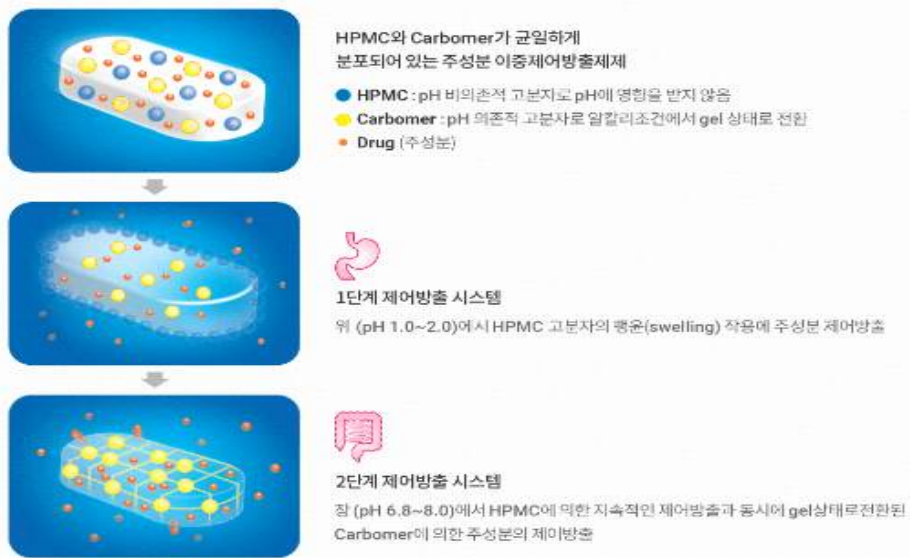 HPMC와 Carbomer가 균일하게
분포되어 있는 주성분 이중제어방출제제
HPMC : pH 비의존적 고분자로 pH에 영향을 받지 않음
Carbomer : pH 의존적 고분자로 알칼리조건에서 gel 상태로 전환
Drug (주성분)
1단계 제어방출 시스템
위 (pH 1.0~2.0)에서 HPMC 고분자의 팽윤(swelling) 작용에 주성분 제어방출
2단계 제어방출 시스템
장 (pH 6.8~8.0)에서 HPMC에 의한 지속적인 제어방출과 동시에 gel상태로전환된
Carbomer에 의한 주성분의 제어방출